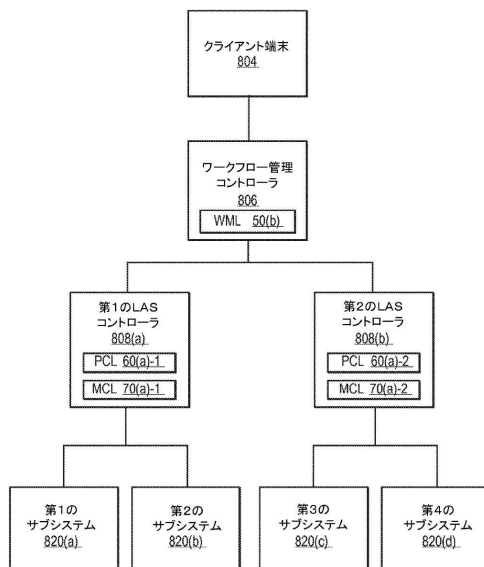 クライアント端末
804
ワークフロー管理
コントローラ
806
WML 50(b)
第1のLAS
コントローラ
808(a)
PCL 60(a)-1
MCL 70(a)-1
第2のLAS
コントローラ
808(b)
PCL 60(a)-2
MCL 70(a)-2
第1の
サブシステム
820(a)
第2の
サブシステム
820(b)
第3の
サブシステム
820(c)
第4の
サブシステム
820(d)